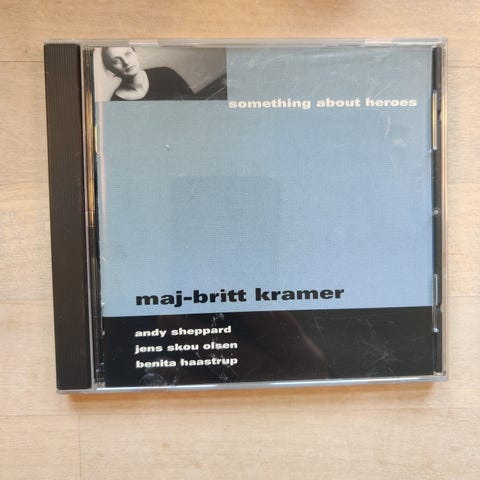 something about heroes
maj-britt kramer
andy sheppard
jens skou olsen
benita haastrup